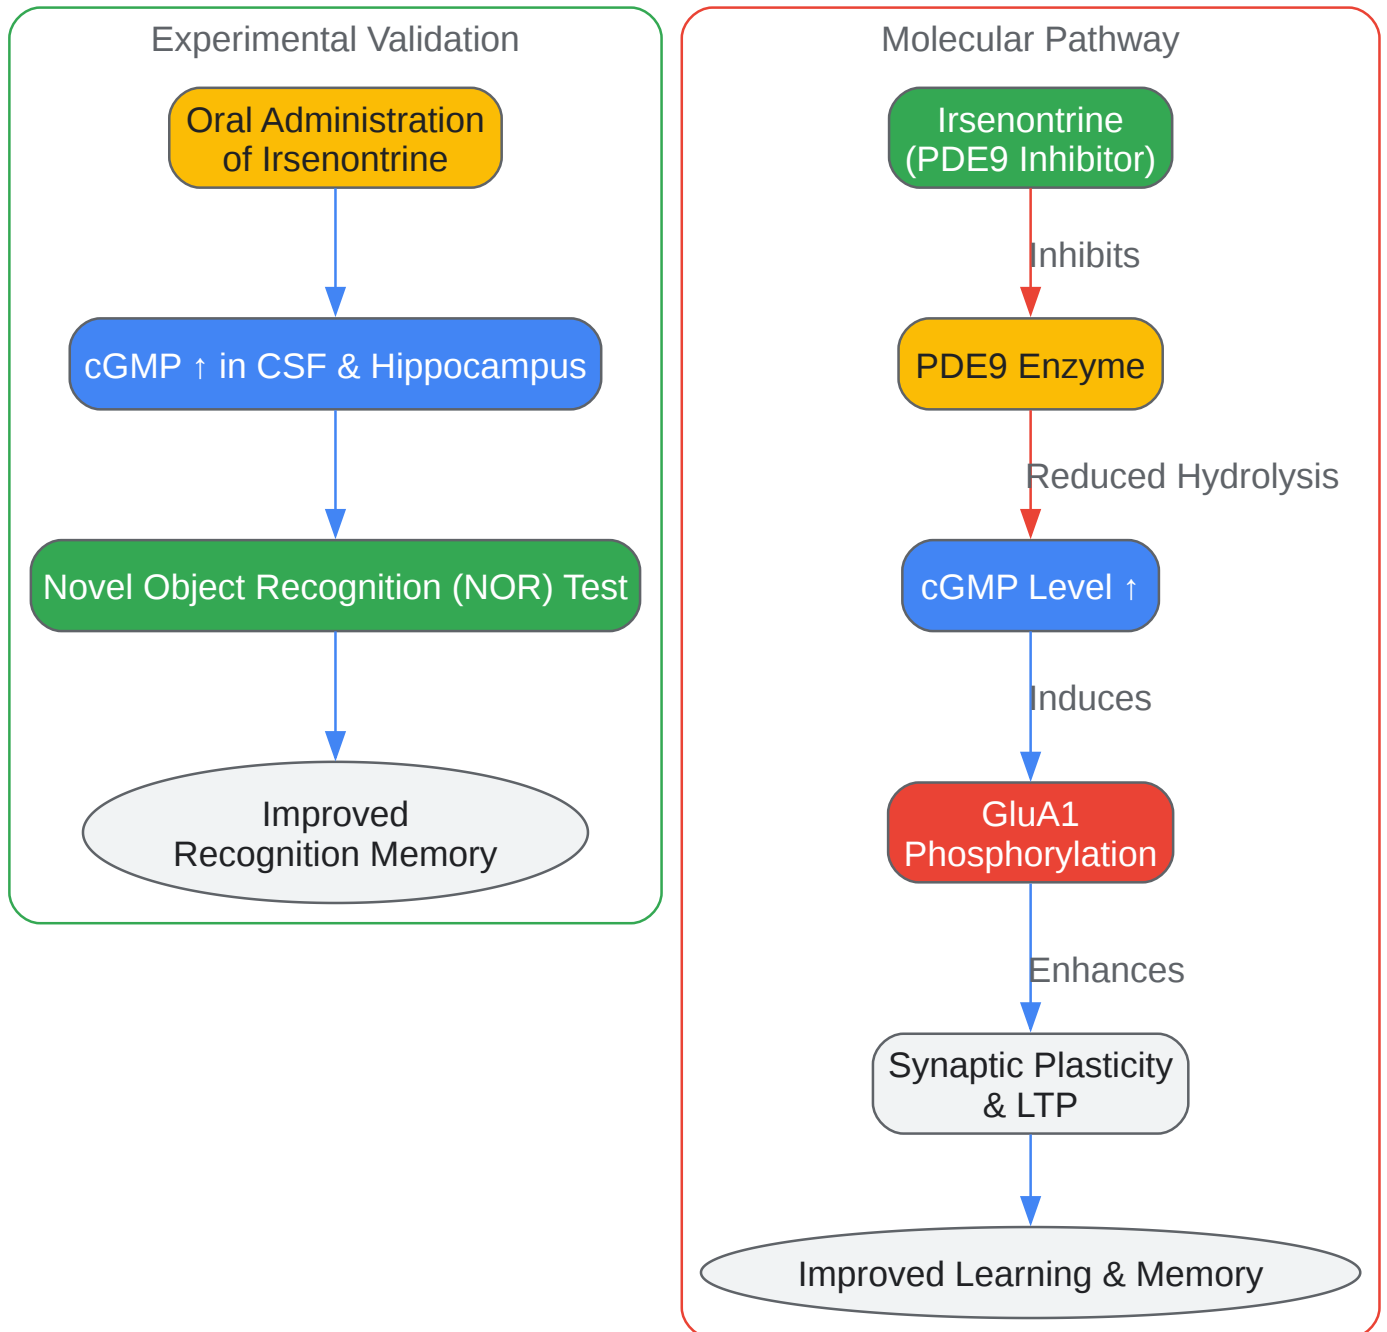 Experimental Validation
Oral Administration
of Irsenontrine
cGMP ↑ in CSF & Hippocampus
Novel Object Recognition (NOR) Test
Improved
Recognition Memory
Molecular Pathway
Irsenontrine
(PDE9 Inhibitor)
Inhibits
PDE9 Enzyme
Reduced Hydrolysis
cGMP Level ↑
Induces
GluA1
Phosphorylation
Enhances
Synaptic Plasticity
& LTP
Improved Learning & Memory